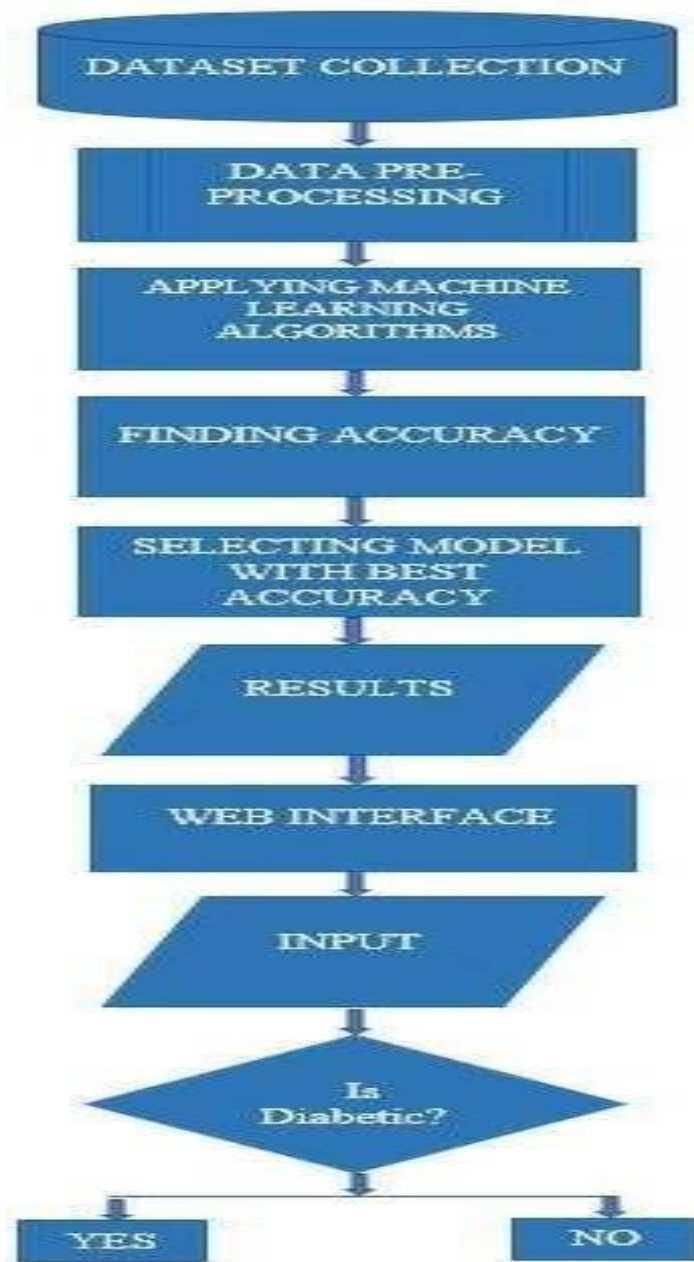 DATASET COLLECTION
DATA PRE-
PROCESSING
APPLYING MACHINE
LEARNING
ALGORITHMS
FINDING ACCURACY
SELECTING MODEL
WITH BEST
ACCURACY
RESULTS
WEB INTERFACE
INPUT
Is
Diabetic?
YES
NO